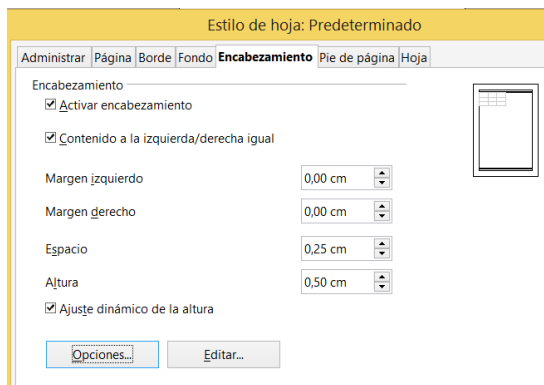 Estilo de hoja: Predeterminado
Administrar Página Borde Fondo Encabezamiento Pie de página Hoja
Encabezamiento
Activar encabezamiento
Contenido a la izquierda/derecha igual
Margen izquierdo 0,00 cm
Margen derecho 0,00 cm
Espacio 0,25 cm
Altura 0,50 cm
Ajuste dinámico de la altura
Opciones... Editar...